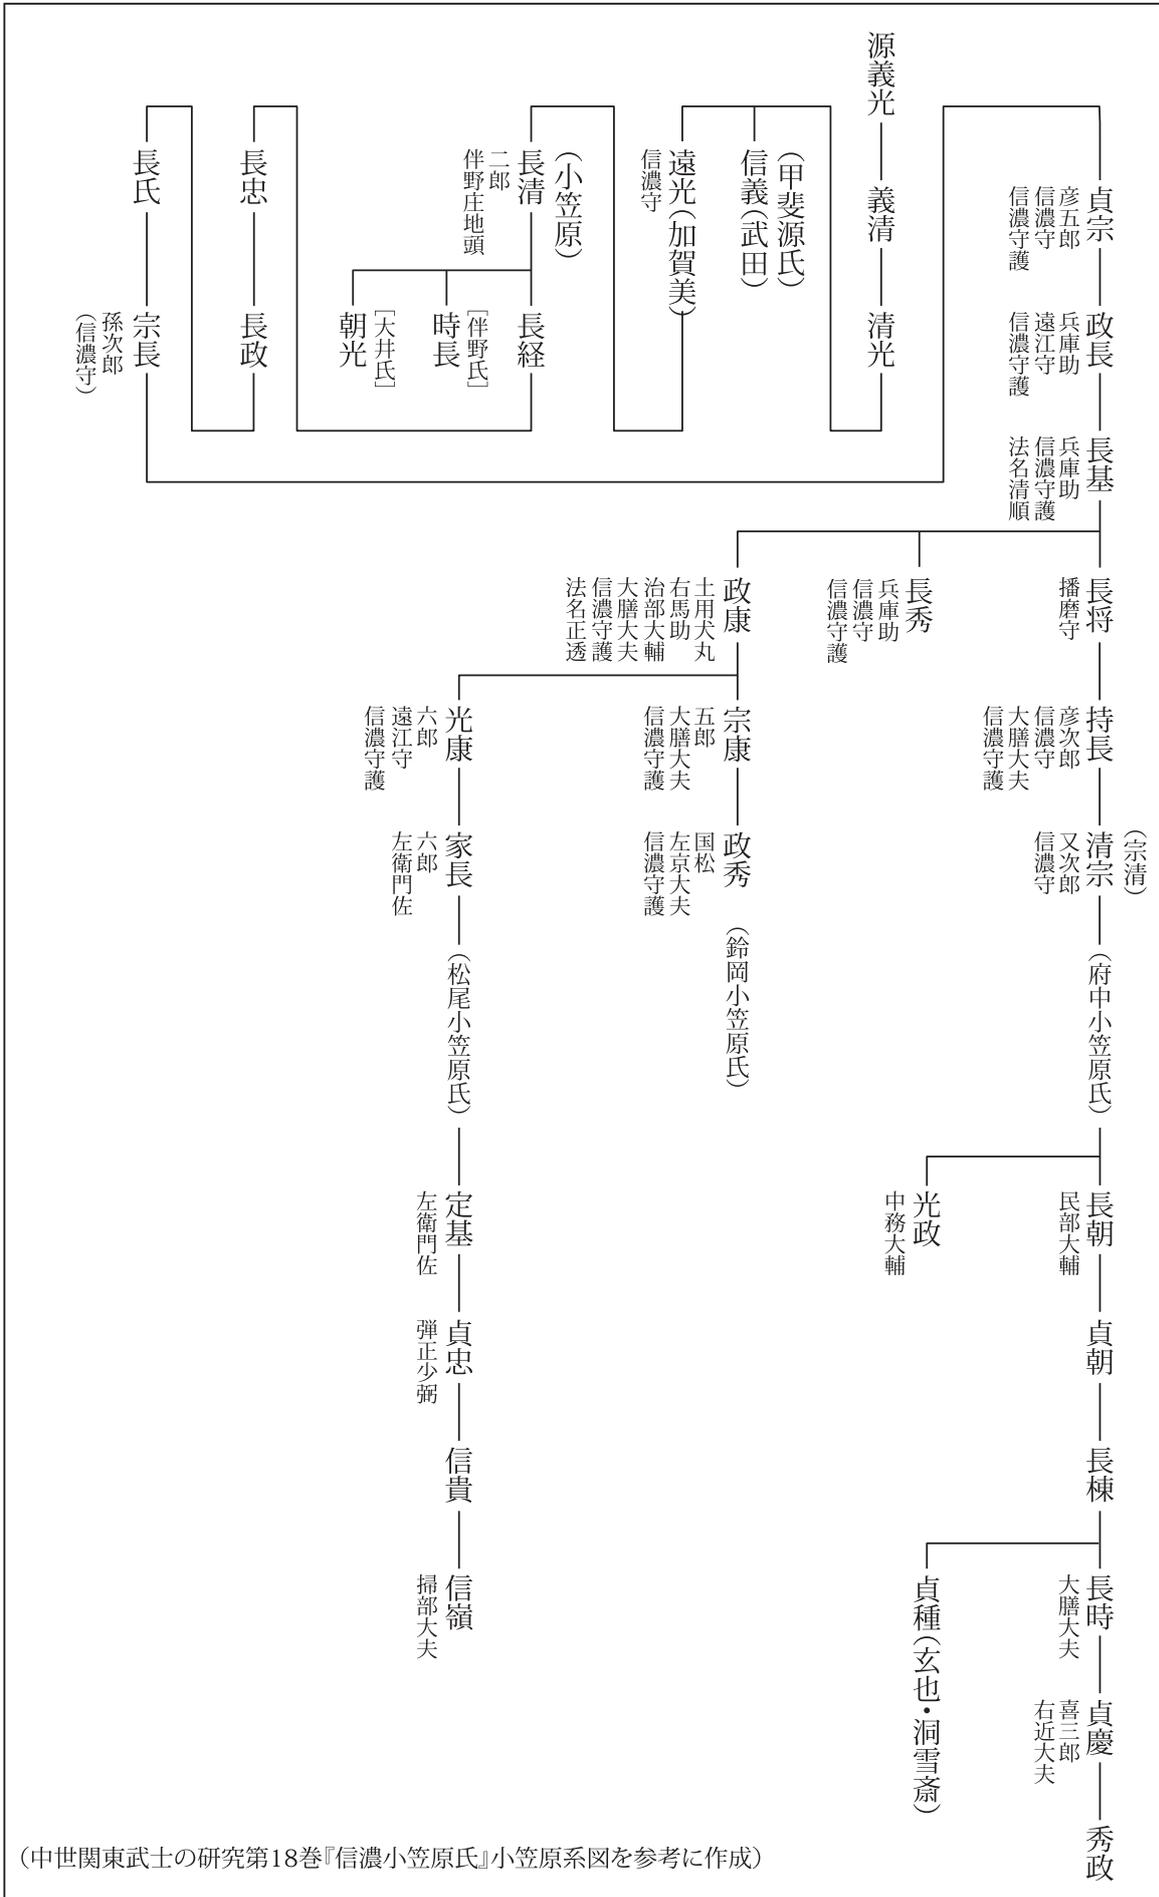 源義光
義清
清光
(甲斐源氏)
信義(武田)
遠光(加賀美)
信濃守
(小笠原)
長清
二郎
伴野庄地頭
長経
[伴野氏]
時長
[大井氏]
朝光
長忠
長政
長氏
宗長
孫次郎
(信濃守)
貞宗
彦五郎
信濃守
信濃守護
政長
兵庫助
遠江守
信濃守護
長基
兵庫助
信濃守護
法名清順
長将
播磨守
長秀
兵庫助
信濃守
信濃守護
政康
土用犬丸
右馬助
治部大輔
大膳大夫
信濃守護
法名正透
持長
彦次郎
信濃守
大膳大夫
信濃守護
(宗清)
清宗
又次郎
信濃守
(府中小笠原氏)
宗康
五郎
大膳大夫
信濃守護
政秀
国松
左京大夫
信濃守護
(鈴岡小笠原氏)
光康
六郎
遠江守
信濃守護
家長
六郎
左衛門佐
(松尾小笠原氏)
長朝
民部大輔
光政
中務大輔
貞朝
長棟
長時
大膳大夫
貞種(玄也・洞雪斎)
貞慶
喜三郎
右近大夫
秀政
定基
左衛門佐
貞忠
弾正少弼
信貴
信嶺
掃部大夫
(中世関東武士の研究第18巻『信濃小笠原氏』小笠原系図を参考に作成)